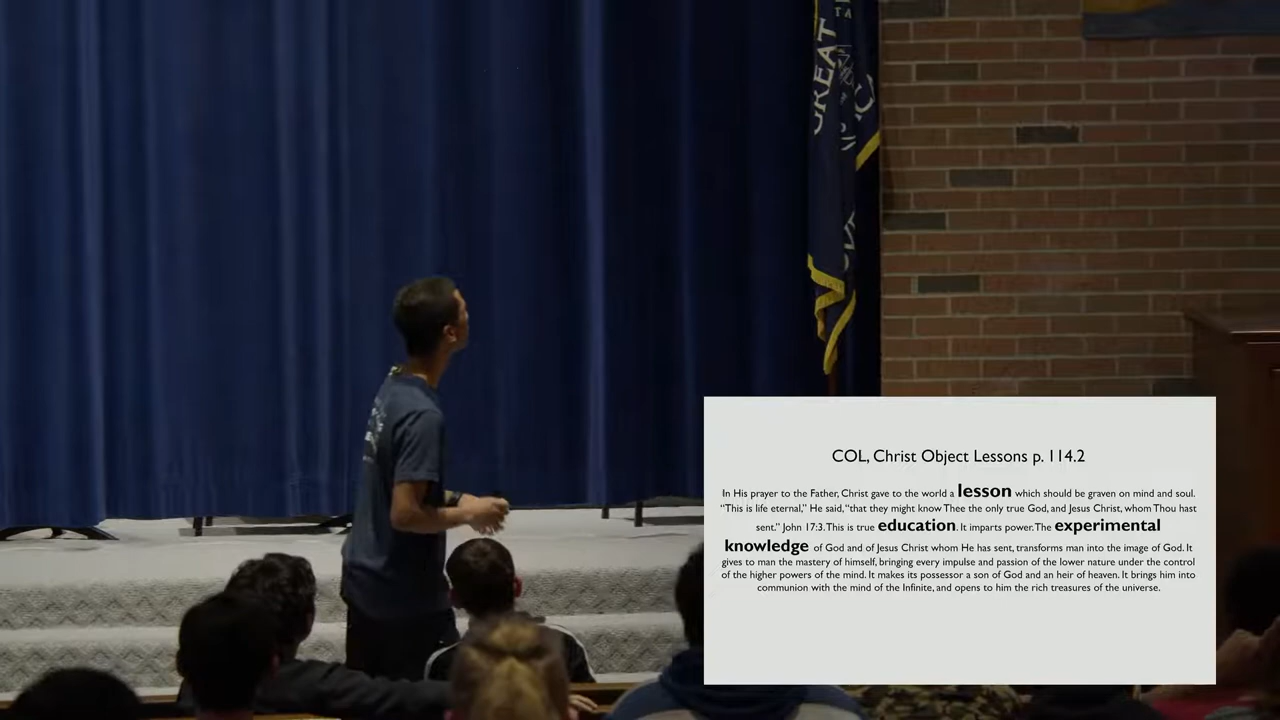 GREAT
TA
COL, Christ Object Lessons p. 114.2
In His prayer to the Father, Christ gave to the world a lesson which should be graven on mind and soul.
“This is life eternal,” He said, “that they might know Thee the only true God, and Jesus Christ, whom Thou hast
sent.” John 17:3. This is true education. It imparts power. The experimental
knowledge of God and of Jesus Christ whom He has sent, transforms man into the image of God. It
gives to man the mastery of himself, bringing every impulse and passion of the lower nature under the control
of the higher powers of the mind. It makes its possessor a son of God and an heir of heaven. It brings him into
communion with the mind of the Infinite, and opens to him the rich treasures of the universe.